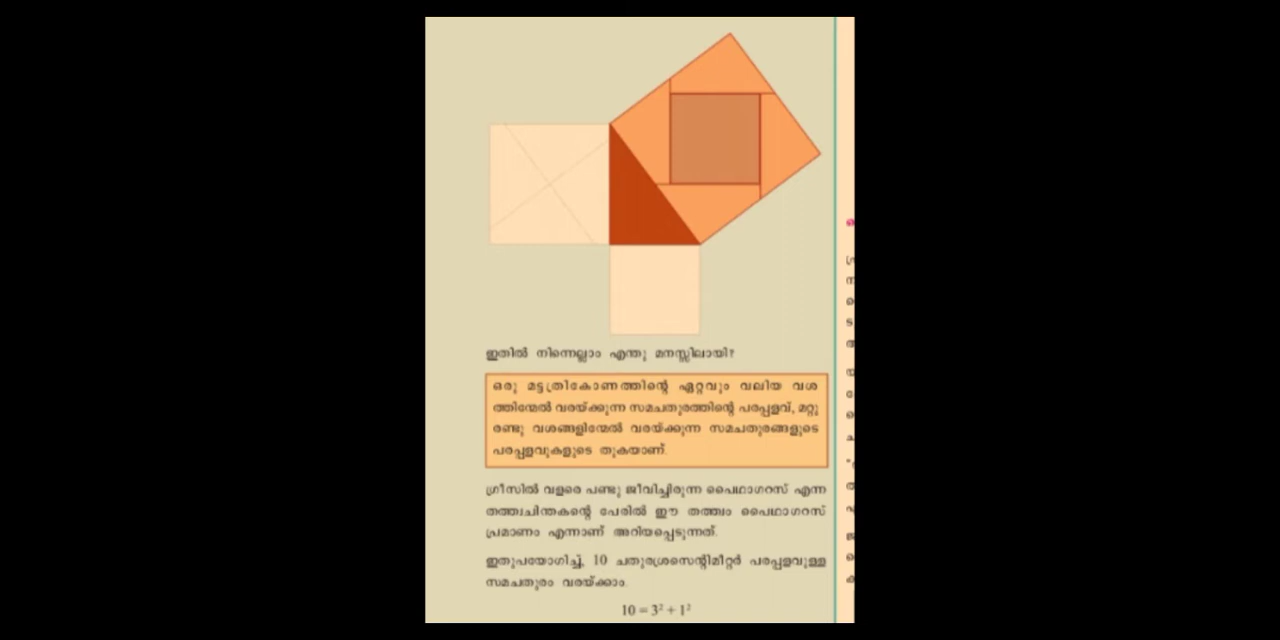 ഇതിൽ നിന്നെല്ലാം എന്തു മനസ്സിലായി?
ഒരു മട്ടത്രികോണത്തിന്റെ ഏറ്റവും വലിയ വശ
ത്തിന്മേൽ വരയ്ക്കുന്ന സമചതുരത്തിന്റെ പരപ്പളവ്, മറ്റു
രണ്ടു വശങ്ങളിന്മേൽ വരയ്ക്കുന്ന സമചതുരങ്ങളുടെ
പരപ്പളവുകളുടെ തുകയാണ്.
ഗ്രീസിൽ വളരെ പണ്ടു ജീവിച്ചിരുന്ന പൈഥാഗറസ് എന്ന
തത്ത്വചിന്തകന്റെ പേരിൽ ഈ തത്ത്വം പൈഥാഗറസ്
പ്രമാണം എന്നാണ് അറിയപ്പെടുന്നത്.
ഇതുപയോഗിച്ച്, 10 ചതുരശ്രസെന്റിമീറ്റർ പരപ്പളവുള്ള
സമചതുരം വരയ്ക്കാം.
10 = 3² + 1²